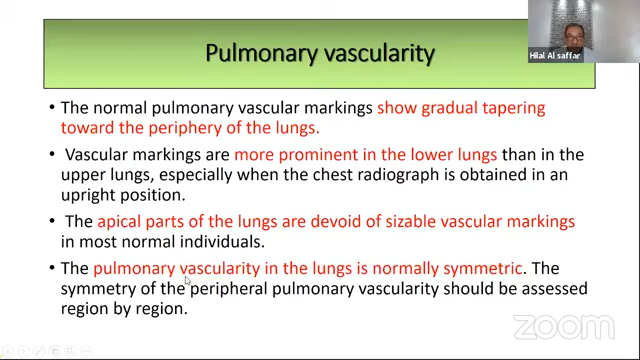 Pulmonary vascularity
Hilal Al saffar
• The normal pulmonary vascular markings show gradual tapering
toward the periphery of the lungs.
• Vascular markings are more prominent in the lower lungs than in the
upper lungs, especially when the chest radiograph is obtained in an
upright position.
• The apical parts of the lungs are devoid of sizable vascular markings
in most normal individuals.
• The pulmonary vascularity in the lungs is normally symmetric. The
symmetry of the peripheral pulmonary vascularity should be assessed
region by region.
zoom